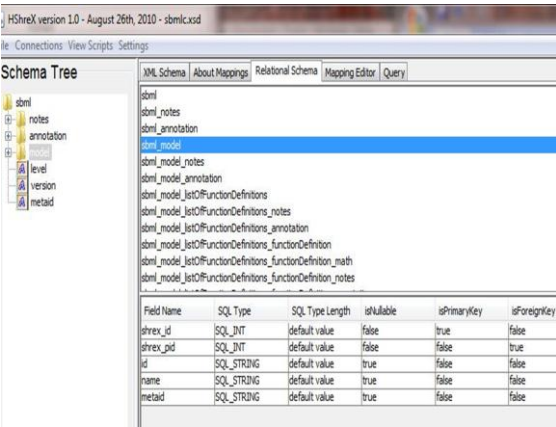 HShreX version 1.0 - August 26th, 2010 - sbmlc.xsd
ile Connections View Scripts Settings
Schema Tree
sbml
notes
annotation
model
level
version
metaid
XML Schema About Mappings Relational Schema Mapping Editor Query
sbml
sbml_notes
sbml_annotation
sbml_model
sbml_model_notes
sbml_model_annotation
sbml_model_listOfFunctionDefinitions
sbml_model_listOfFunctionDefinitions_notes
sbml_model_listOfFunctionDefinitions_annotation
sbml_model_listOfFunctionDefinitions_functionDefinition
sbml_model_listOfFunctionDefinitions_functionDefinition_math
sbml_model_listOfFunctionDefinitions_functionDefinition_notes
Field Name SQL Type SQL Type Length isNullable isPrimaryKey isForeignKey
shrex_id SQL_INT default value false true false
shrex_pid SQL_INT default value false false true
id SQL_STRING default value true false false
name SQL_STRING default value true false false
metaid SQL_STRING default value true false false